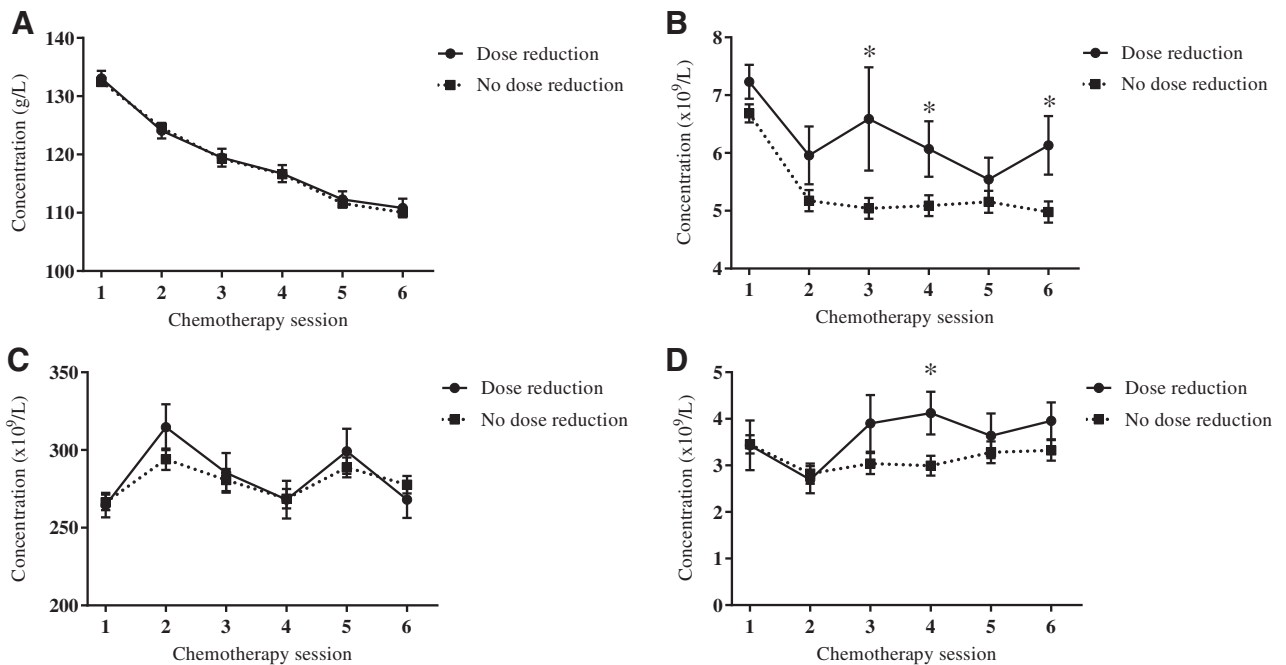 A
Concentration (g/L)
140
130
120
110
100
1 2 3 4 5 6
Chemotherapy session
Dose reduction
No dose reduction
B
Concentration (x10⁹/L)
8
7
6
5
4
* * *
1 2 3 4 5 6
Chemotherapy session
Dose reduction
No dose reduction
C
Concentration (x10⁹/L)
350
300
250
200
1 2 3 4 5 6
Chemotherapy session
Dose reduction
No dose reduction
D
Concentration (x10⁹/L)
5
4
3
2
1
0
*
1 2 3 4 5 6
Chemotherapy session
Dose reduction
No dose reduction